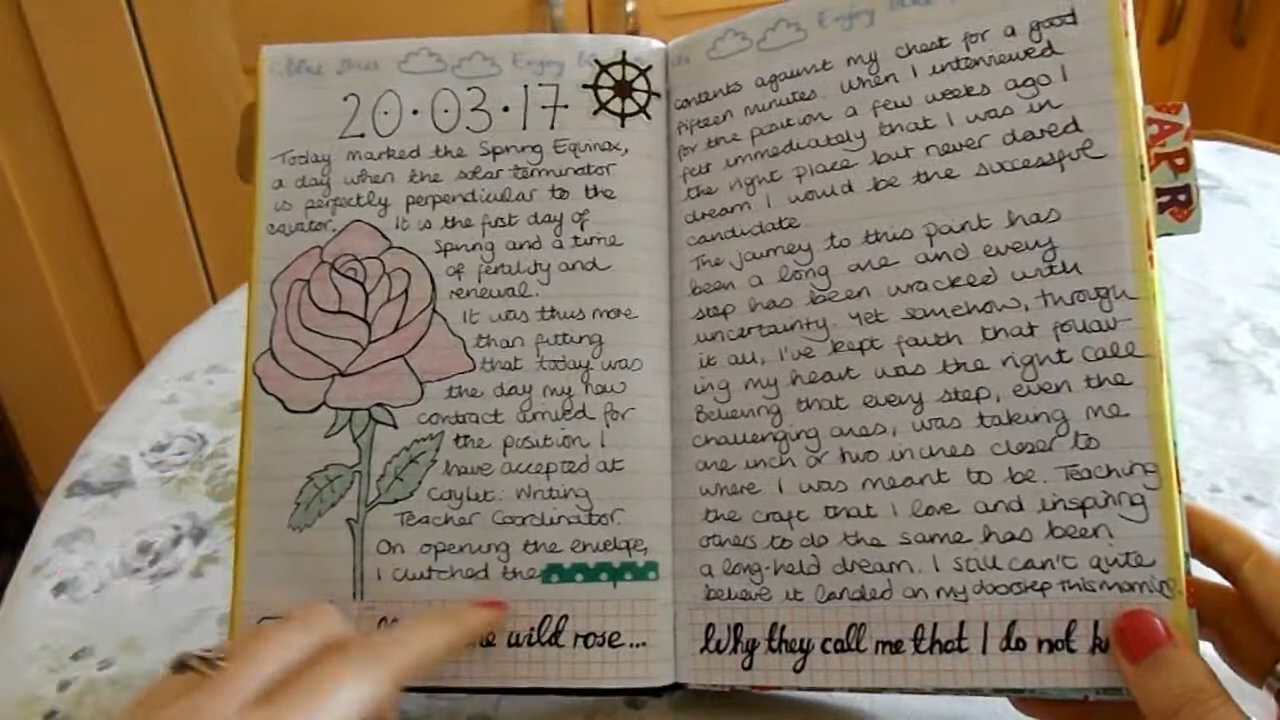 Blue Skies Enjoy
20.03.17
Today marked the Spring Equinox,
a day when the solar terminator
is perfectly perpendicular to the
equator. It is the first day of
Spring and a time
of fertility and
renewal.
It was thus more
than fitting
that today was
the day my new
contract arrived for
the position I
have accepted at
Caylit: Writing
Teacher Coordinator.
On opening the envelope,
I clutched the
wild rose...
Enjoy
contents against my chest for a good
fifteen minutes. When I interviewed
for the position a few weeks ago I
felt immediately that I was in
the right place but never dared
dream I would be the successful
candidate.
The journey to this point has
been a long one and every
step has been wracked with
uncertainty. Yet somehow, through
it all, I've kept faith that follow-
ing my heart was the right call
Believing that every step, even the
challenging ones, was taking me
one inch or two inches closer to
where I was meant to be. Teaching
the craft that I love and inspiring
others to do the same has been
a long-held dream. I still can't quite
believe it landed on my doorstep this morning.
Why they call me that I do not
ARR